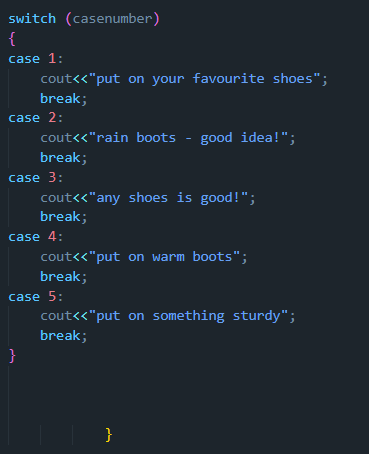 switch (casenumber)
{
case 1:
    cout<<"put on your favourite shoes";
    break;
case 2:
    cout<<"rain boots - good idea!";
    break;
case 3:
    cout<<"any shoes is good!";
    break;
case 4:
    cout<<"put on warm boots";
    break;
case 5:
    cout<<"put on something sturdy";
    break;
}
}